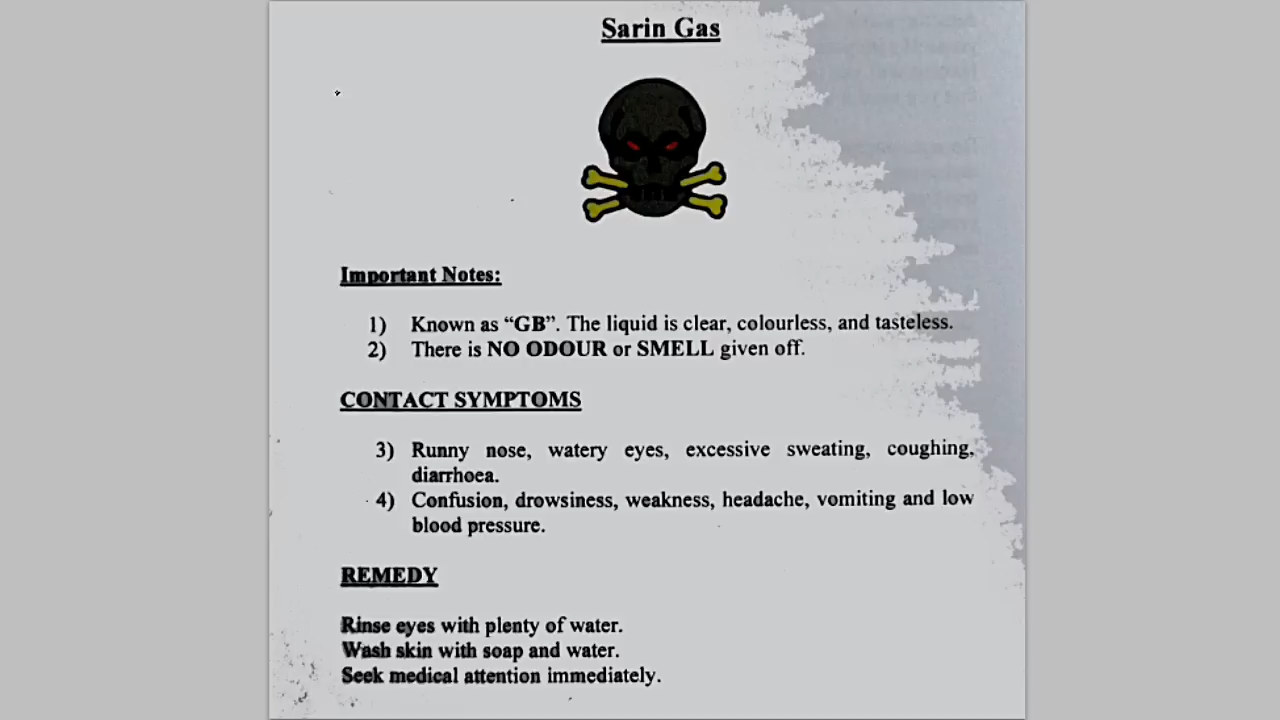 Sarin Gas
Important Notes:
1) Known as “GB”. The liquid is clear, colourless, and tasteless.
2) There is NO ODOUR or SMELL given off.
CONTACT SYMPTOMS
3) Runny nose, watery eyes, excessive sweating, coughing,
diarrhoea.
4) Confusion, drowsiness, weakness, headache, vomiting and low
blood pressure.
REMEDY
Rinse eyes with plenty of water.
Wash skin with soap and water.
Seek medical attention immediately.